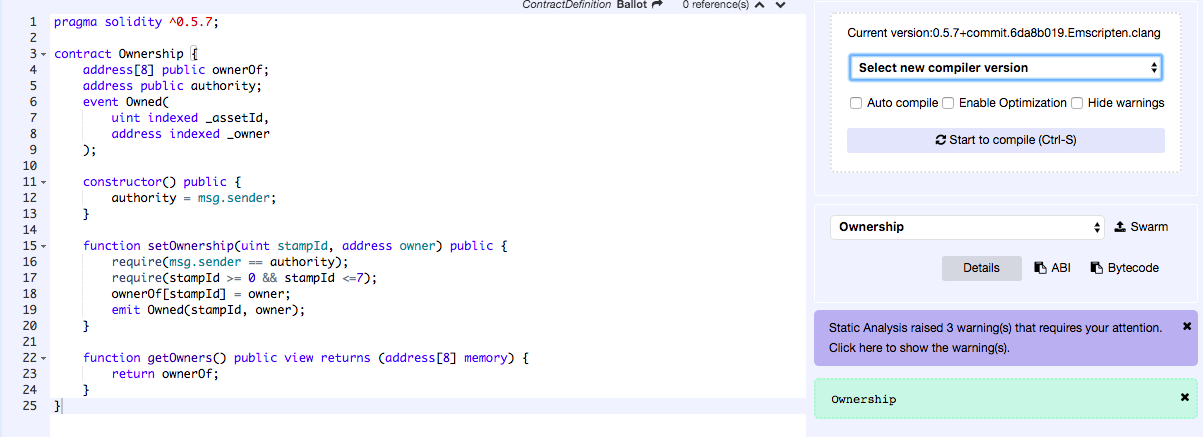 ContractDefinition Ballot 0 reference(s)
1 pragma solidity ^0.5.7;
2
3 contract Ownership {
4 address[8] public ownerOf;
5 address public authority;
6 event Owned(
7 uint indexed _assetId,
8 address indexed _owner
9 );
10
11 constructor() public {
12 authority = msg.sender;
13 }
14
15 function setOwnership(uint stampId, address owner) public {
16 require(msg.sender == authority);
17 require(stampId >= 0 && stampId <=7);
18 ownerOf[stampId] = owner;
19 emit Owned(stampId, owner);
20 }
21
22 function getOwners() public view returns (address[8] memory) {
23 return ownerOf;
24 }
25 }
Current version:0.5.7+commit.6da8b019.Emscripten.clang
Select new compiler version
Auto compile Enable Optimization Hide warnings
Start to compile (Ctrl-S)
Ownership Swarm
Details ABI Bytecode
Static Analysis raised 3 warning(s) that requires your attention.
Click here to show the warning(s).
Ownership